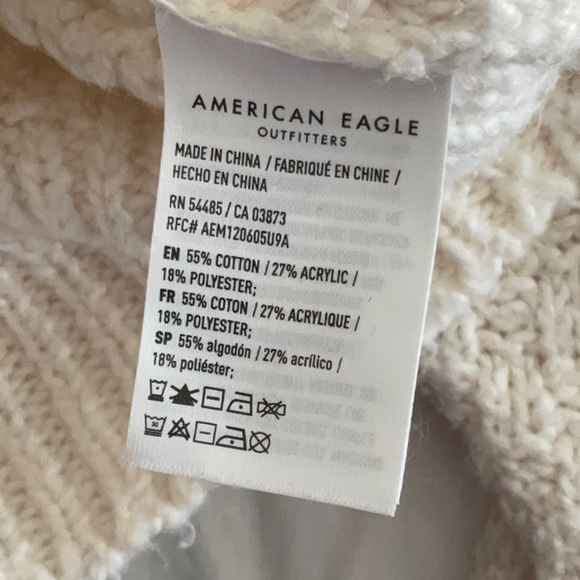 AMERICAN EAGLE
OUTFITTERS
MADE IN CHINA / FABRIQUÉ EN CHINE /
HECHO EN CHINA
RN 54485 / CA 03873
RFC# AEM120605U9A
EN 55% COTTON / 27% ACRYLIC /
18% POLYESTER;
FR 55% COTON / 27% ACRYLIQUE /
18% POLYESTER;
SP 55% algodón / 27% acrílico /
18% poliéster;
30